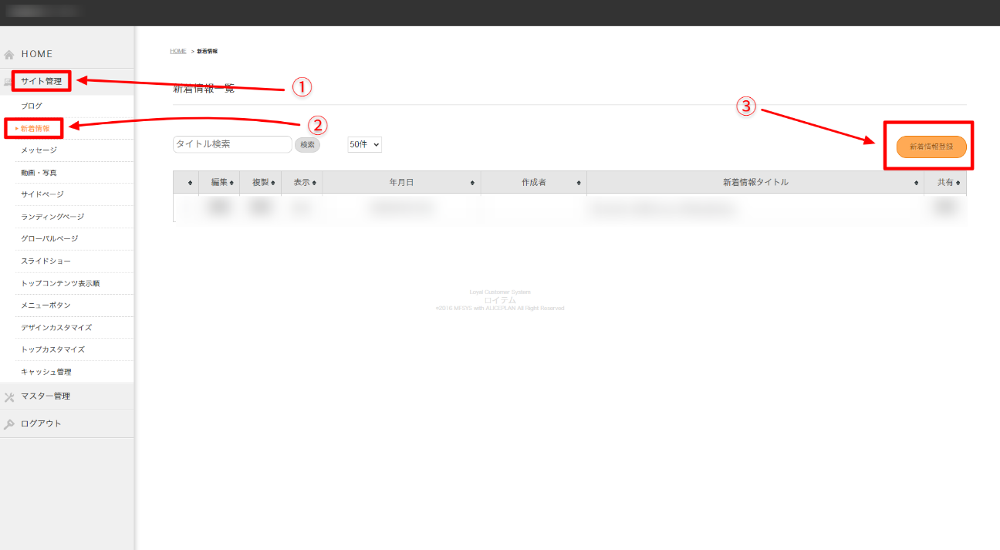 HOME
サイト管理
ブログ
新着情報
メッセージ
動画・写真
サイドページ
ランディングページ
グローバルページ
スライドショー
トップコンテンツ表示順
メニューボタン
デザインカスタマイズ
トップカスタマイズ
キャッシュ管理
マスター管理
ログアウト
HOME > 新着情報
新着情報一覧
①
②
③
タイトル検索 検索 50件
新着情報登録
編集 複製 表示 年月日 作成者 新着情報タイトル 共有
Loyal Customer System
ロイテム
©2016 MFSYS with ALICEPLAN All Right Reserved.